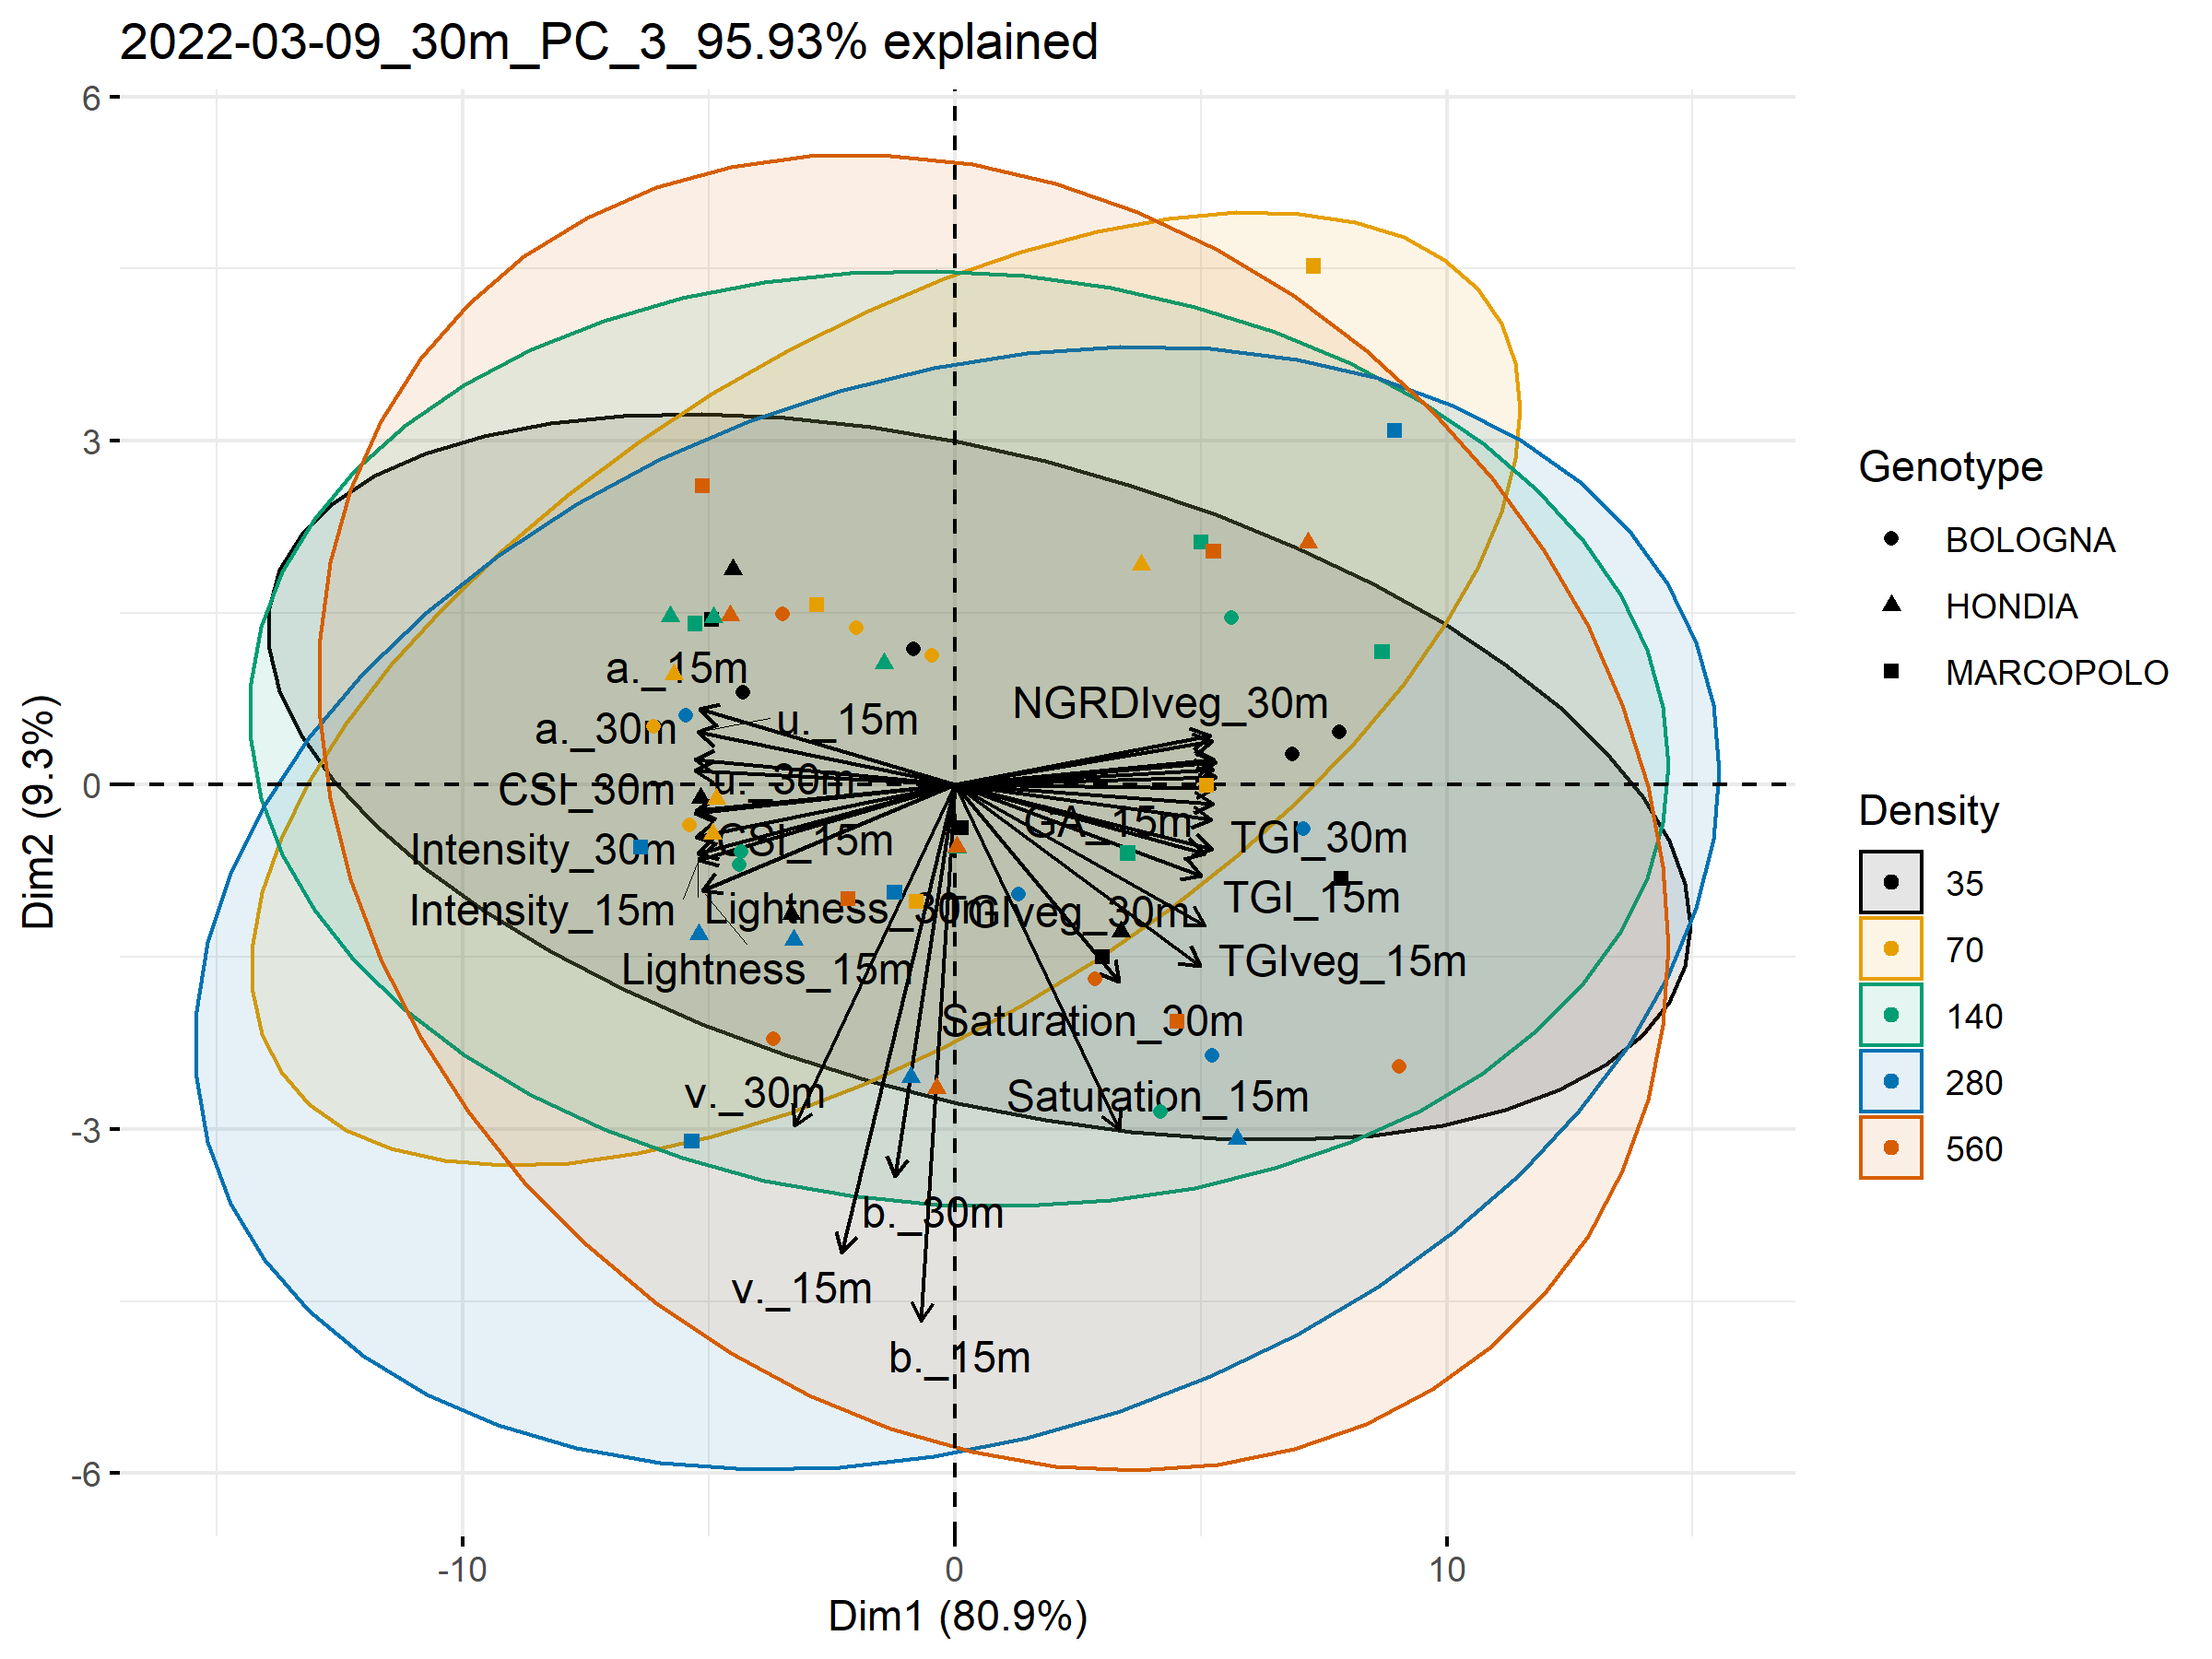 2022-03-09_30m_PC_3_95.93% explained
6
3
0
-3
-6
Dim2 (9.3%)
-10
0
10
Dim1 (80.9%)
a._15m
a._30m
u._15m
NGRDIveg_30m
CSI_30m
u._30m
GA_15m
TGI_30m
Intensity_30m
CSI_15m
TGI_15m
Intensity_15m
Lightness_30m
TGIveg_30m
TGIveg_15m
Lightness_15m
Saturation_30m
v._30m
Saturation_15m
b._30m
v._15m
b._15m
Genotype
BOLOGNA
HONDIA
MARCOPOLO
Density
35
70
140
280
560